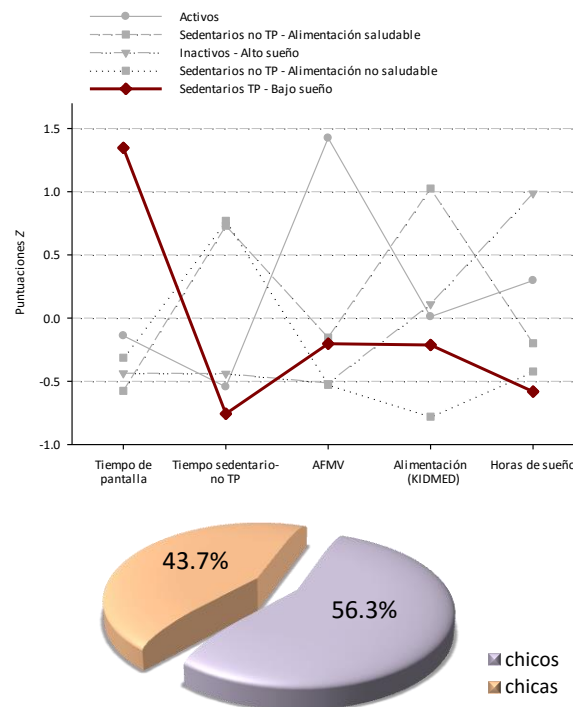 Activos
Sedentarios no TP - Alimentación saludable
Inactivos - Alto sueño
Sedentarios no TP - Alimentación no saludable
Sedentarios TP - Bajo sueño
Puntuaciones Z
1.5
1.0
0.5
0.0
-0.5
-1.0
Tiempo de
pantalla
Tiempo sedentario-
no TP
AFMV
Alimentación
(KIDMED)
Horas de sueño
43.7%
56.3%
chicos
chicas